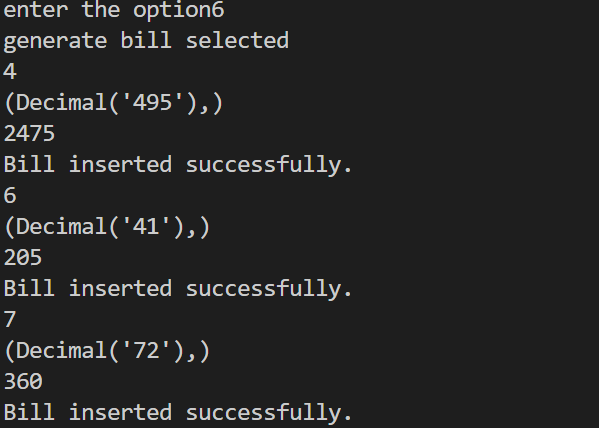 enter the option6
generate bill selected
4
(Decimal('495'),)
2475
Bill inserted successfully.
6
(Decimal('41'),)
205
Bill inserted successfully.
7
(Decimal('72'),)
360
Bill inserted successfully.